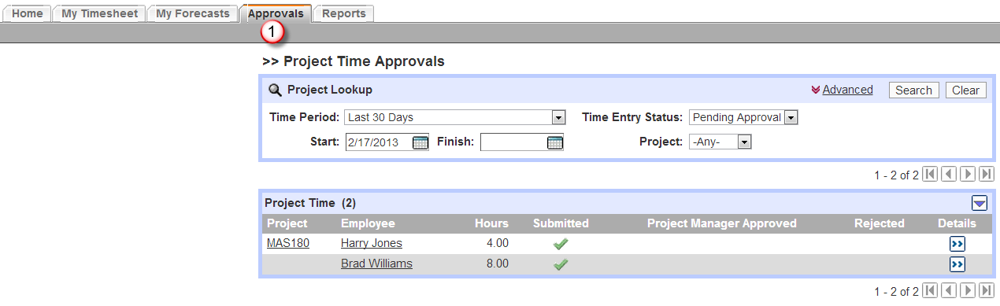 Home My Timesheet My Forecasts Approvals Reports
1
>> Project Time Approvals
Project Lookup Advanced Search Clear
Time Period: Last 30 Days Time Entry Status: Pending Approval
Start: 2/17/2013 Finish: Project: -Any-
1 - 2 of 2
Project Time (2)
Project Employee Hours Submitted Project Manager Approved Rejected Details
MAS180 Harry Jones 4.00
Brad Williams 8.00
1 - 2 of 2